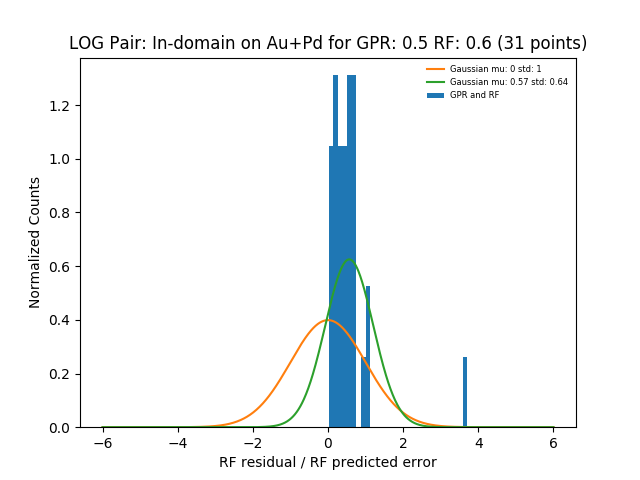 LOG Pair: In-domain on Au+Pd for GPR: 0.5 RF: 0.6 (31 points)
Gaussian mu: 0 std: 1
Gaussian mu: 0.57 std: 0.64
GPR and RF
Normalized Counts
1.2
1.0
0.8
0.6
0.4
0.2
0.0
−6 −4 −2 0 2 4 6
RF residual / RF predicted error